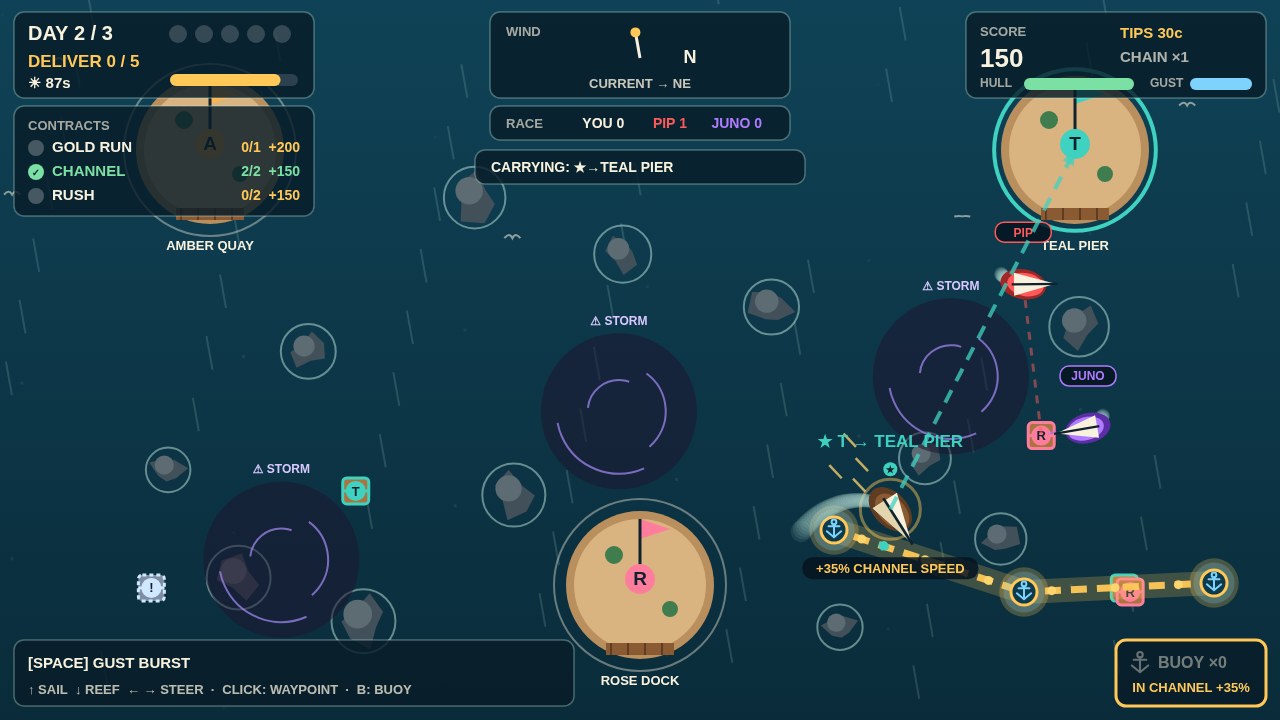 DAY 2 / 3
DELIVER 0 / 5
☀ 87s
CONTRACTS
GOLD RUN 0/1 +200
✓ CHANNEL 2/2 +150
RUSH 0/2 +150
A
AMBER QUAY
WIND
N
CURRENT → NE
RACE YOU 0 PIP 1 JUNO 0
CARRYING: ★→TEAL PIER
SCORE
150
TIPS 30c
CHAIN ×1
HULL
GUST
T
PIP
TEAL PIER
⚠ STORM
⚠ STORM
JUNO
R
★ T → TEAL PIER
⚠ STORM
T
!
R
ROSE DOCK
+35% CHANNEL SPEED
R
[SPACE] GUST BURST
↑ SAIL ↓ REEF ← → STEER · CLICK: WAYPOINT · B: BUOY
BUOY ×0
IN CHANNEL +35%